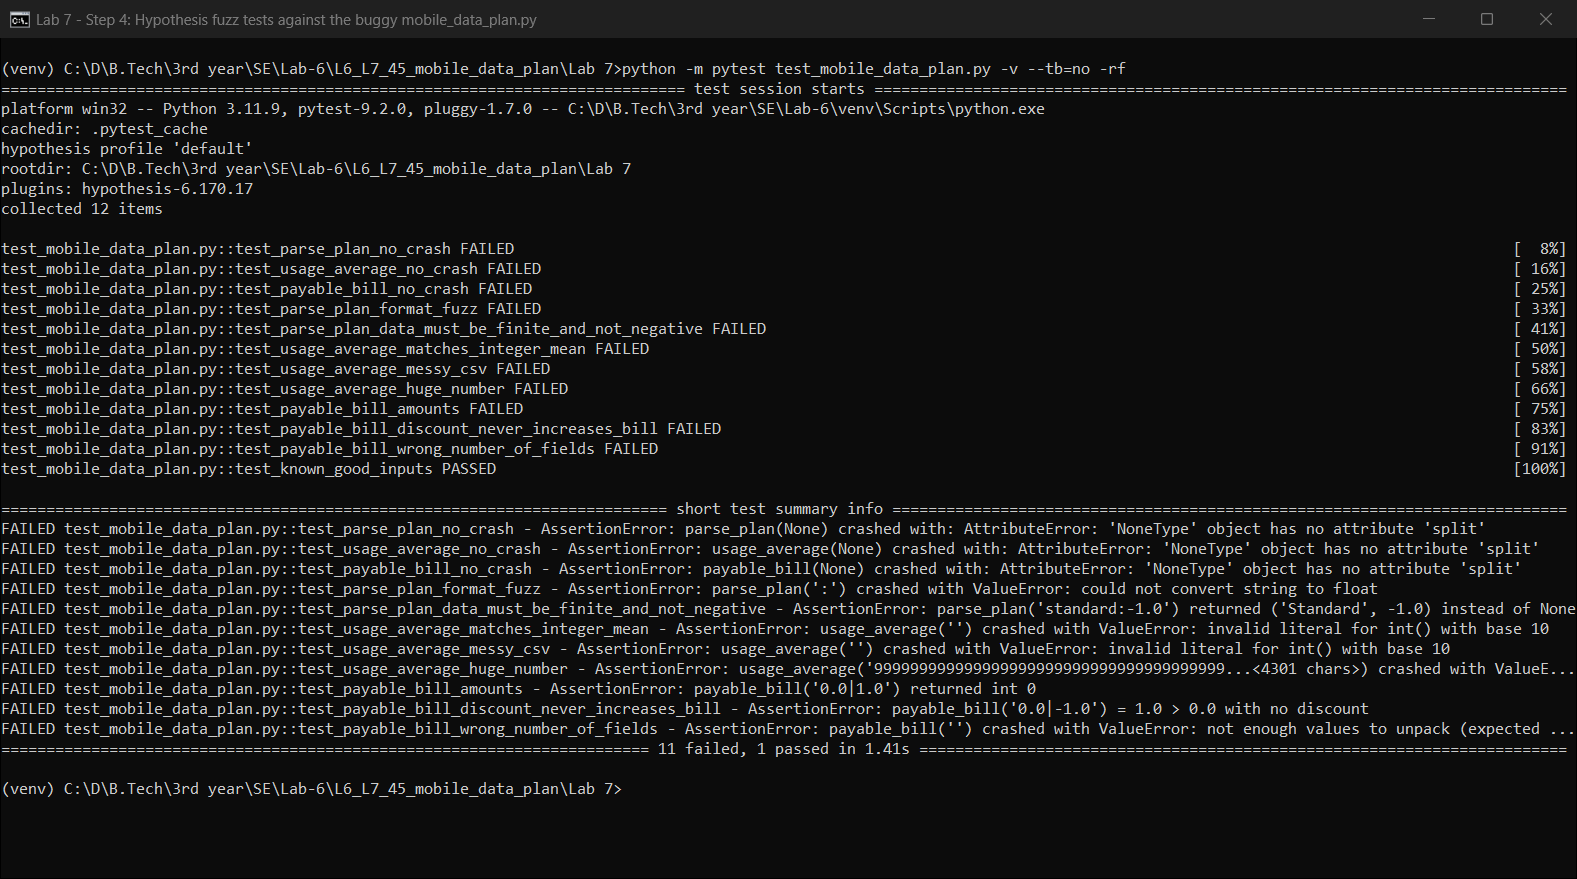 Lab 7 - Step 4: Hypothesis fuzz tests against the buggy mobile_data_plan.py
(venv) C:\D\B.Tech\3rd year\SE\Lab-6\L6_L7_45_mobile_data_plan\Lab 7>python -m pytest test_mobile_data_plan.py -v --tb=no -rf
============================================================================ test session starts =============================================================================
platform win32 -- Python 3.11.9, pytest-9.2.0, pluggy-1.7.0 -- C:\D\B.Tech\3rd year\SE\Lab-6\venv\Scripts\python.exe
cachedir: .pytest_cache
hypothesis profile 'default'
rootdir: C:\D\B.Tech\3rd year\SE\Lab-6\L6_L7_45_mobile_data_plan\Lab 7
plugins: hypothesis-6.170.17
collected 12 items
test_mobile_data_plan.py::test_parse_plan_no_crash FAILED [  8%]
test_mobile_data_plan.py::test_usage_average_no_crash FAILED [ 16%]
test_mobile_data_plan.py::test_payable_bill_no_crash FAILED [ 25%]
test_mobile_data_plan.py::test_parse_plan_format_fuzz FAILED [ 33%]
test_mobile_data_plan.py::test_parse_plan_data_must_be_finite_and_not_negative FAILED [ 41%]
test_mobile_data_plan.py::test_usage_average_matches_integer_mean FAILED [ 50%]
test_mobile_data_plan.py::test_usage_average_messy_csv FAILED [ 58%]
test_mobile_data_plan.py::test_usage_average_huge_number FAILED [ 66%]
test_mobile_data_plan.py::test_payable_bill_amounts FAILED [ 75%]
test_mobile_data_plan.py::test_payable_bill_discount_never_increases_bill FAILED [ 83%]
test_mobile_data_plan.py::test_payable_bill_wrong_number_of_fields FAILED [ 91%]
test_mobile_data_plan.py::test_known_good_inputs PASSED [100%]
========================================================================== short test summary info ===========================================================================
FAILED test_mobile_data_plan.py::test_parse_plan_no_crash - AssertionError: parse_plan(None) crashed with: AttributeError: 'NoneType' object has no attribute 'split'
FAILED test_mobile_data_plan.py::test_usage_average_no_crash - AssertionError: usage_average(None) crashed with: AttributeError: 'NoneType' object has no attribute 'split'
FAILED test_mobile_data_plan.py::test_payable_bill_no_crash - AssertionError: payable_bill(None) crashed with: AttributeError: 'NoneType' object has no attribute 'split'
FAILED test_mobile_data_plan.py::test_parse_plan_format_fuzz - AssertionError: parse_plan(':') crashed with ValueError: could not convert string to float
FAILED test_mobile_data_plan.py::test_parse_plan_data_must_be_finite_and_not_negative - AssertionError: parse_plan('standard:-1.0') returned ('Standard', -1.0) instead of None
FAILED test_mobile_data_plan.py::test_usage_average_matches_integer_mean - AssertionError: usage_average('') crashed with ValueError: invalid literal for int() with base 10
FAILED test_mobile_data_plan.py::test_usage_average_messy_csv - AssertionError: usage_average('') crashed with ValueError: invalid literal for int() with base 10
FAILED test_mobile_data_plan.py::test_usage_average_huge_number - AssertionError: usage_average('999999999999999999999999999999999999999...<4301 chars>) crashed with ValueE...
FAILED test_mobile_data_plan.py::test_payable_bill_amounts - AssertionError: payable_bill('0.0|1.0') returned int 0
FAILED test_mobile_data_plan.py::test_payable_bill_discount_never_increases_bill - AssertionError: payable_bill('0.0|-1.0') = 1.0 > 0.0 with no discount
FAILED test_mobile_data_plan.py::test_payable_bill_wrong_number_of_fields - AssertionError: payable_bill('') crashed with ValueError: not enough values to unpack (expected ...
======================================================================== 11 failed, 1 passed in 1.41s ========================================================================
(venv) C:\D\B.Tech\3rd year\SE\Lab-6\L6_L7_45_mobile_data_plan\Lab 7>